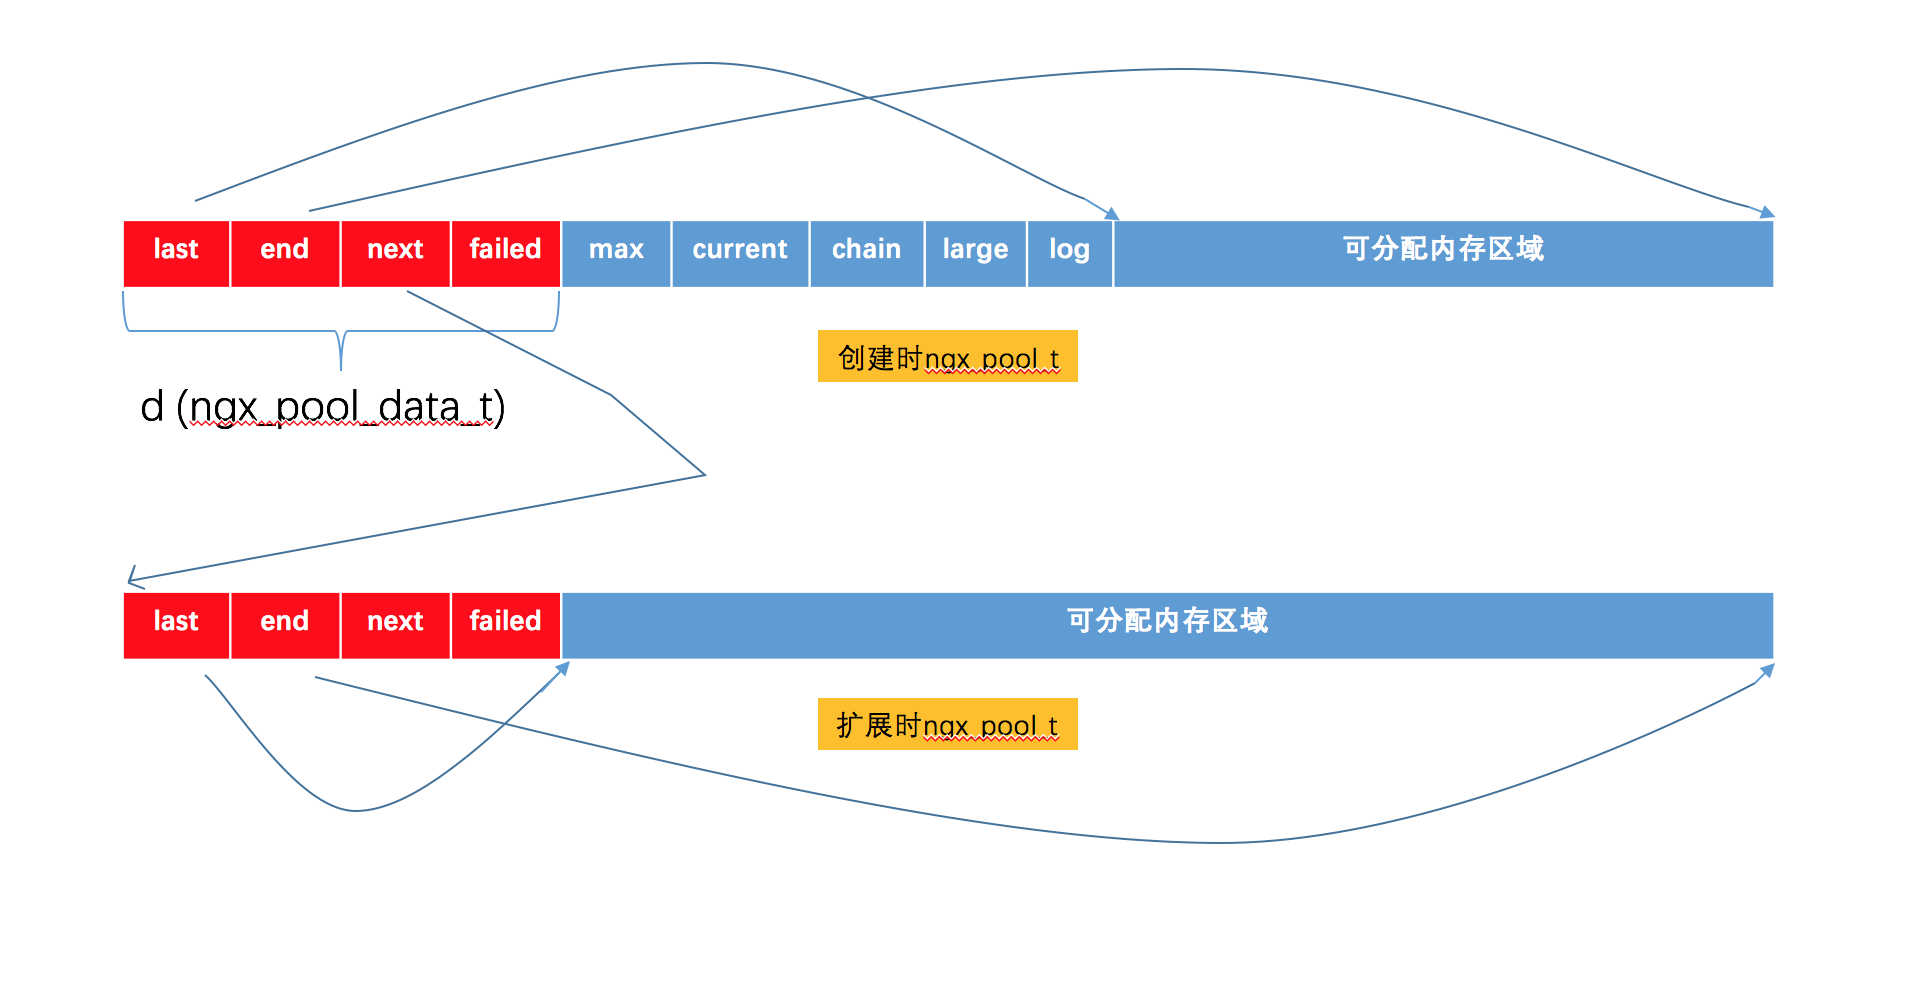 last end next failed max current chain large log 可分配内存区域
创建时ngx_pool_t
d (ngx_pool_data_t)
last end next failed 可分配内存区域
扩展时ngx_pool_t